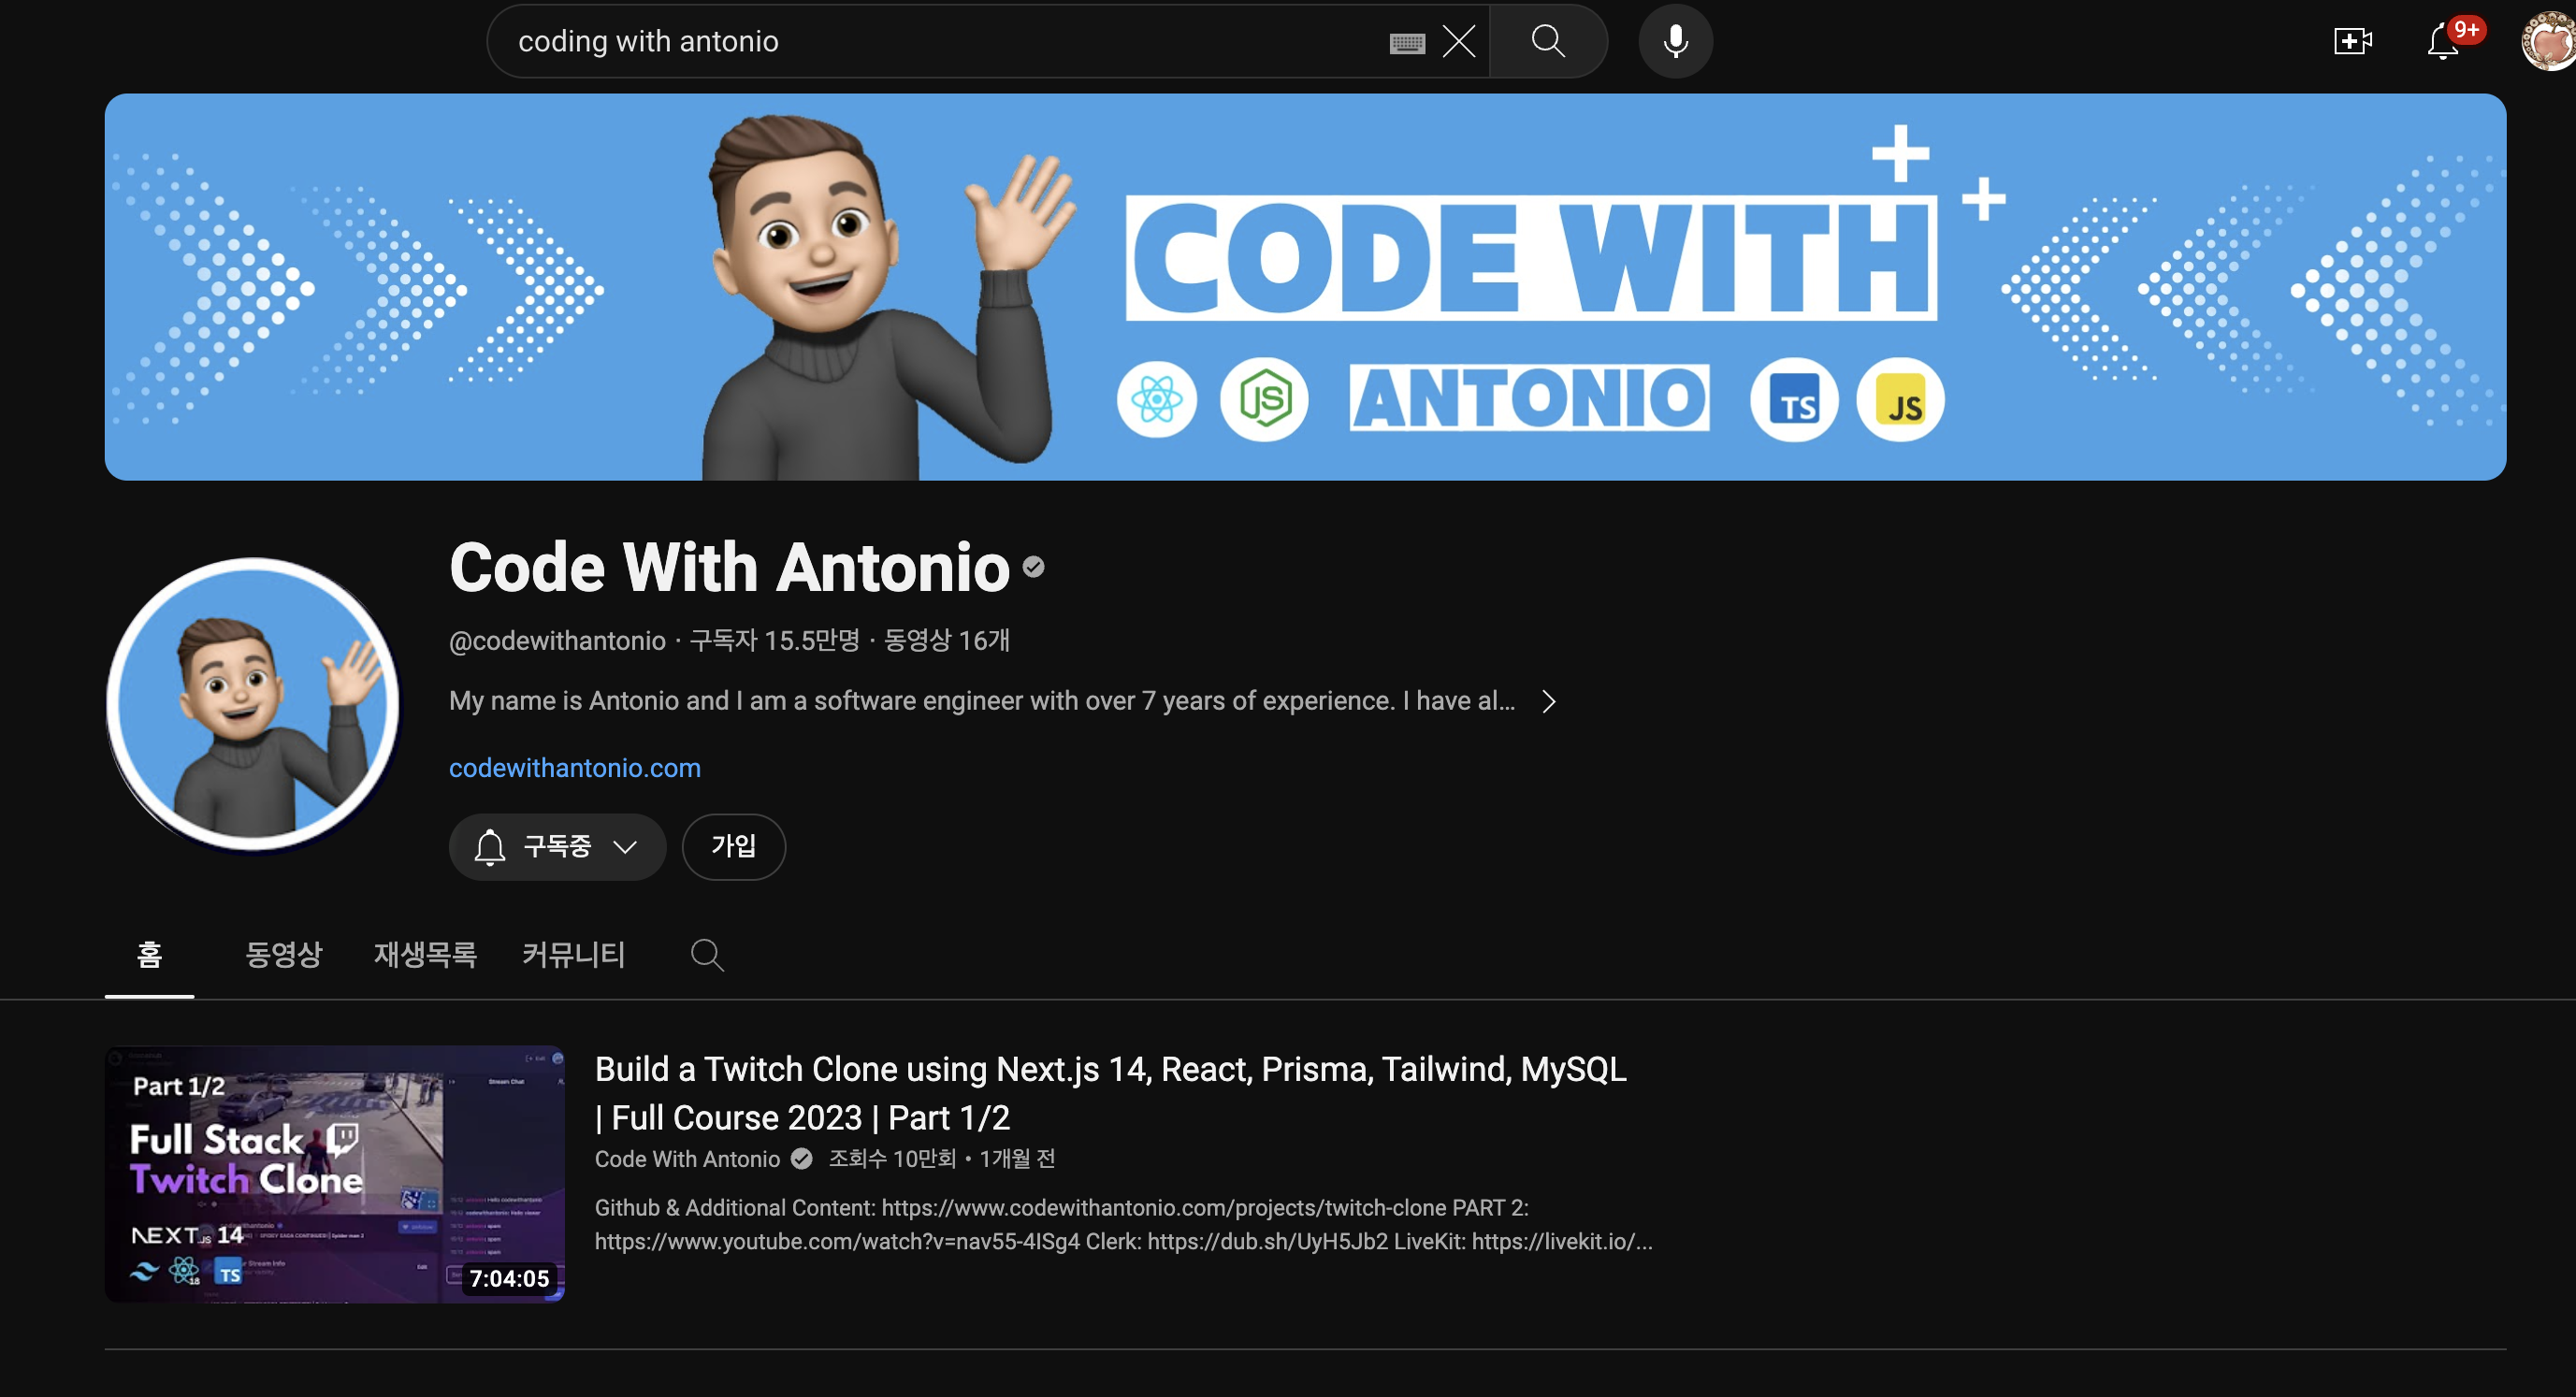 coding with antonio
9+
CODE WITH
JS
ANTONIO
TS
JS
Code With Antonio
@codewithantonio · 구독자 15.5만명 · 동영상 16개
My name is Antonio and I am a software engineer with over 7 years of experience. I have al...
codewithantonio.com
구독중
가입
홈 동영상 재생목록 커뮤니티
Part 1/2
Stream Chat
Full Stack
Twitch Clone
NEXT.JS 14
18
TS
7:04:05
Build a Twitch Clone using Next.js 14, React, Prisma, Tailwind, MySQL
| Full Course 2023 | Part 1/2
Code With Antonio 조회수 10만회 • 1개월 전
Github & Additional Content: https://www.codewithantonio.com/projects/twitch-clone PART 2:
https://www.youtube.com/watch?v=nav55-4ISg4 Clerk: https://dub.sh/UyH5Jb2 LiveKit: https://livekit.io/...